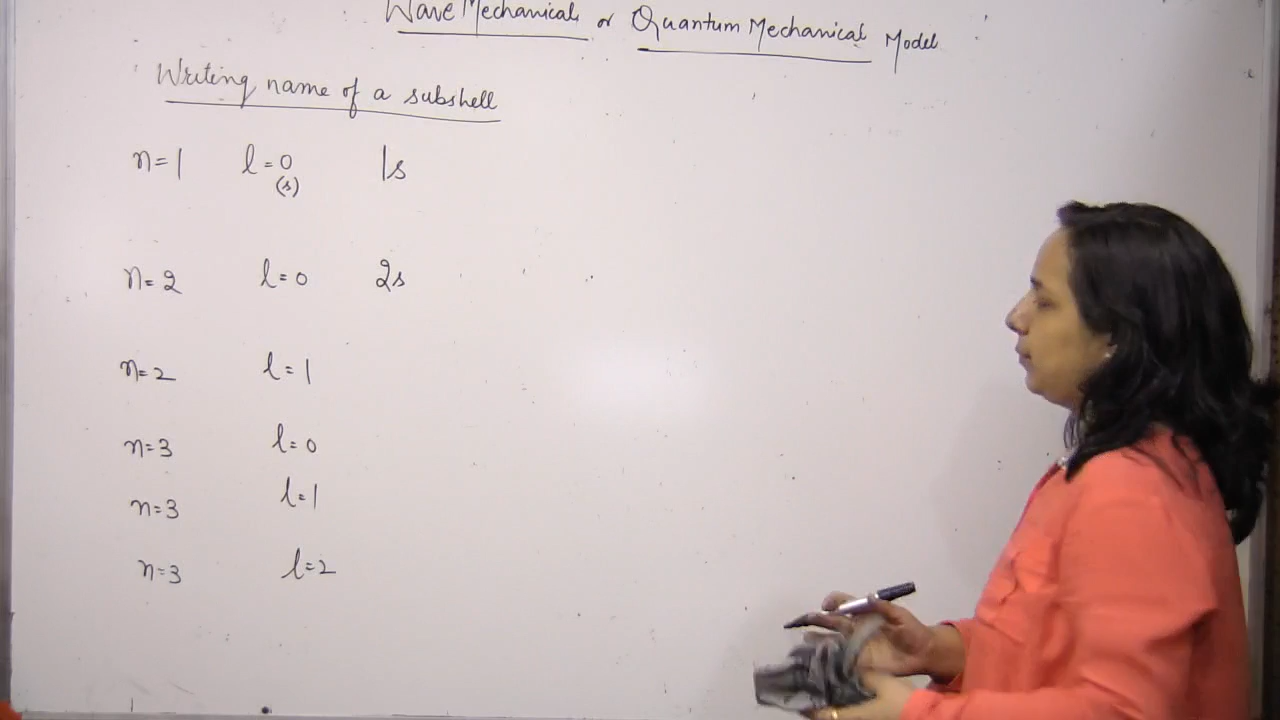 Wave Mechanical or Quantum Mechanical Model
Writing name of a subshell
n=1 l=0 1s
(s)
n=2 l=0 2s
n=2 l=1
n=3 l=0
n=3 l=1
n=3 l=2